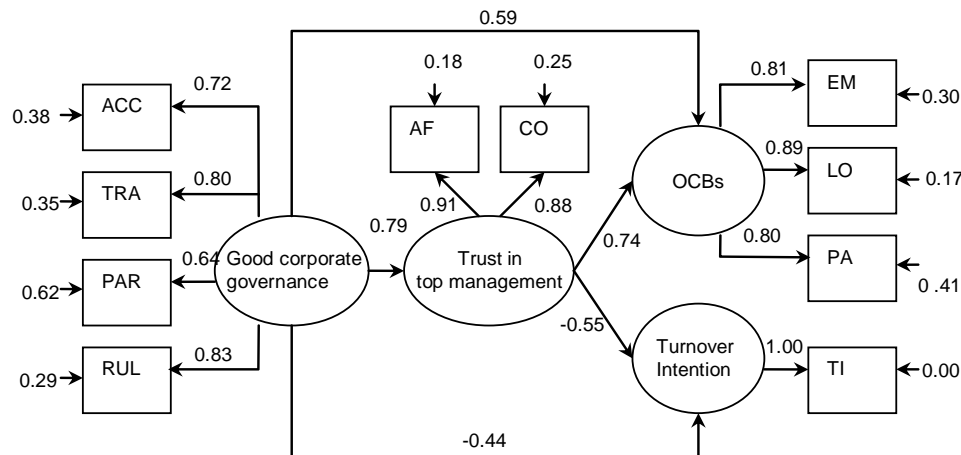 0.59
0.18
0.25
0.72
0.81
ACC
EM
0.38
0.30
AF
CO
0.80
0.89
TRA
LO
0.35
0.17
OCBs
0.91
0.88
0.79
0.74
0.64
0.80
PAR
Good corporate
governance
Trust in
top management
PA
0.62
0 .41
-0.55
0.83
RUL
Turnover
Intention
1.00
TI
0.29
0.00
-0.44